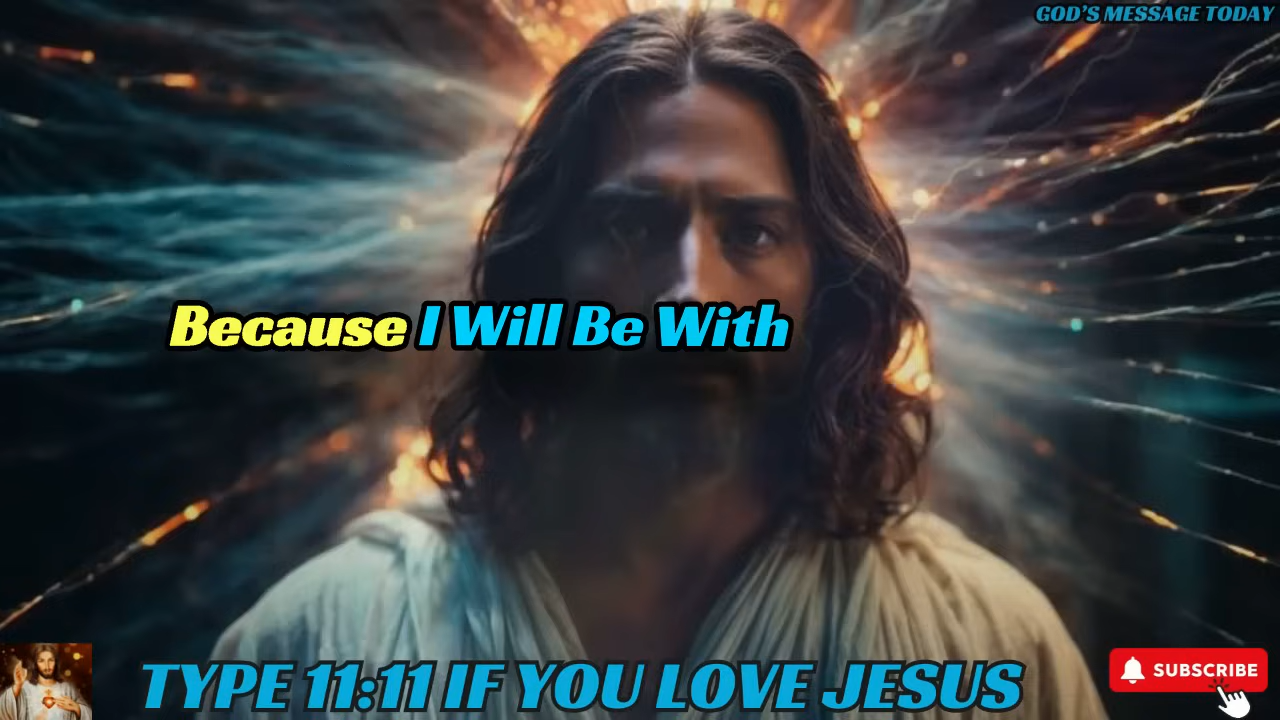 GOD'S MESSAGE TODAY
Because I Will Be With
TYPE 11:11 IF YOU LOVE JESUS
SUBSCRIBE